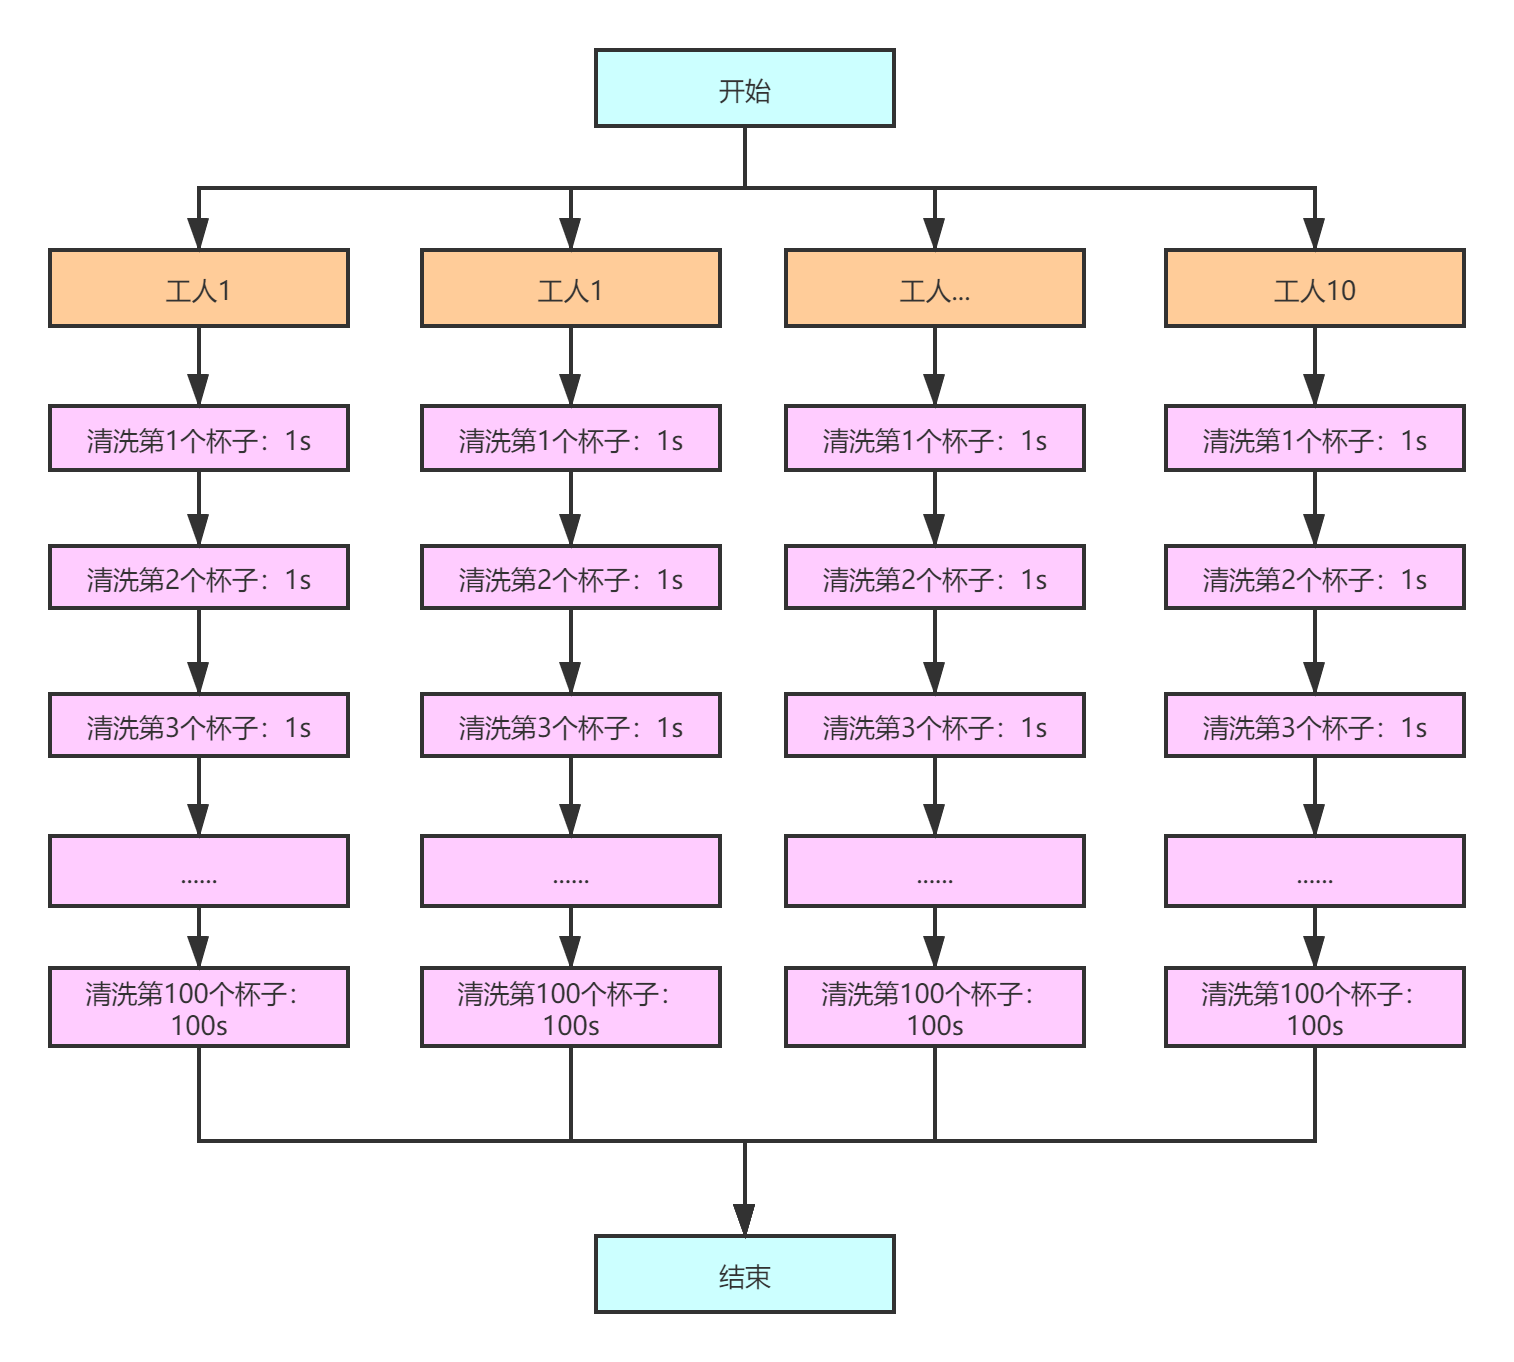 开始
工人1
工人1
工人...
工人10
清洗第1个杯子：1s
清洗第1个杯子：1s
清洗第1个杯子：1s
清洗第1个杯子：1s
清洗第2个杯子：1s
清洗第2个杯子：1s
清洗第2个杯子：1s
清洗第2个杯子：1s
清洗第3个杯子：1s
清洗第3个杯子：1s
清洗第3个杯子：1s
清洗第3个杯子：1s
......
......
......
......
清洗第100个杯子：
100s
清洗第100个杯子：
100s
清洗第100个杯子：
100s
清洗第100个杯子：
100s
结束